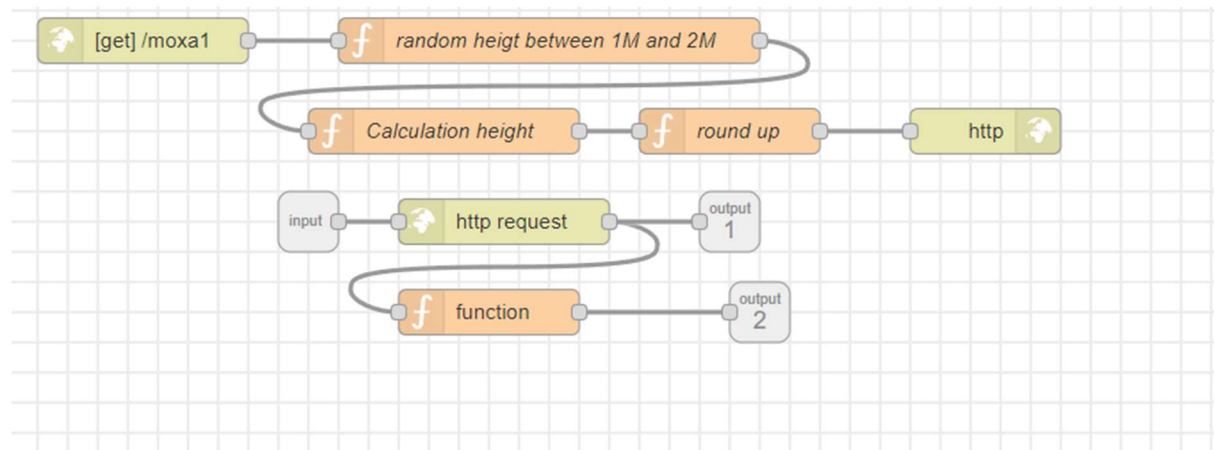 [get] /moxa1
random heigt between 1M and 2M
Calculation height
round up
http
input
http request
output
1
function
output
2